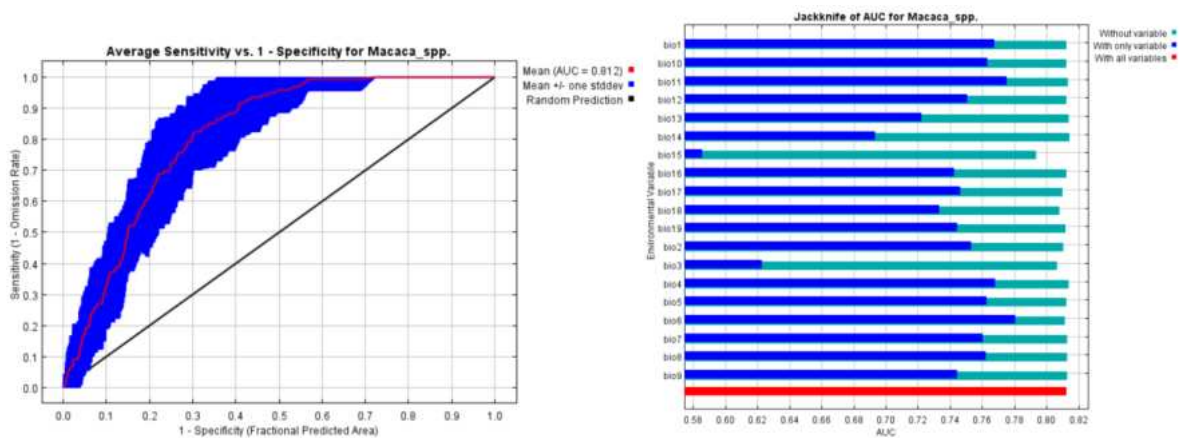 Average Sensitivity vs. 1 - Specificity for Macaca_spp.
Mean (AUC = 0.812)
Mean +/- one stddev
Random Prediction
Sensitivity (1 - Omission Rate)
1.0
0.9
0.8
0.7
0.6
0.5
0.4
0.3
0.2
0.1
0.0
0.0 0.1 0.2 0.3 0.4 0.5 0.6 0.7 0.8 0.9 1.0
1 - Specificity (Fractional Predicted Area)
Jackknife of AUC for Macaca_spp.
Without variable
With only variable
With all variables
Environmental Variable
bio1
bio10
bio11
bio12
bio13
bio14
bio15
bio16
bio17
bio18
bio19
bio2
bio3
bio4
bio5
bio6
bio7
bio8
bio9
0.58 0.60 0.62 0.64 0.66 0.68 0.70 0.72 0.74 0.76 0.78 0.80 0.82
AUC